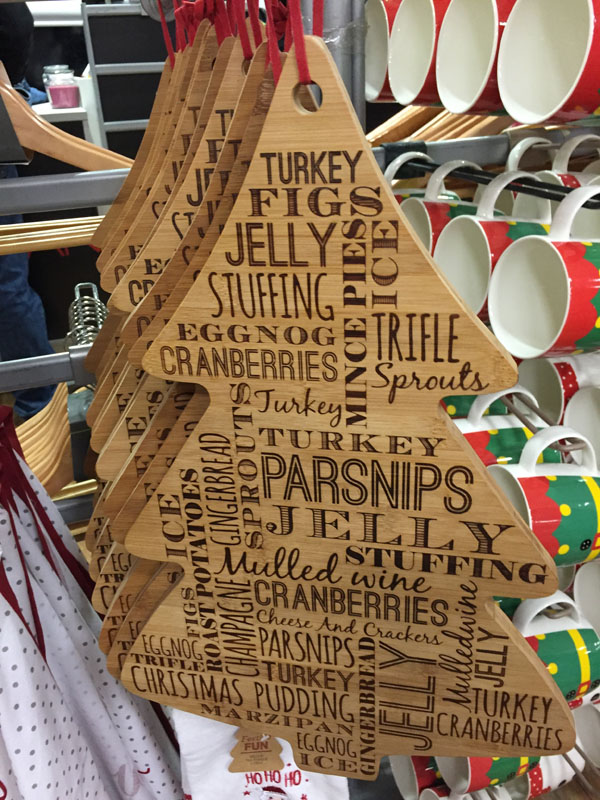 TURKEY
FIGS
JELLY
STUFFING
EGGNOG
CRANBERRIES
MINCE PIES
ICE
TRIFLE
Sprouts
Turkey
SPROUTS
TURKEY
PARSNIPS
JELLY
STUFFING
GINGERBREAD
ICE
ROAST POTATOES
FIGS
Mulled wine
CRANBERRIES
Cheese And Crackers
CHAMPAGNE
PARSNIPS
TURKEY
EGGNOG
TRIFLE
CHRISTMAS PUDDING
MARZIPAN
EGGNOG
ICE
GINGERBREAD
JELLY
Mulledwine
JELLY
TURKEY
CRANBERRIES
FUN
HO HO HO